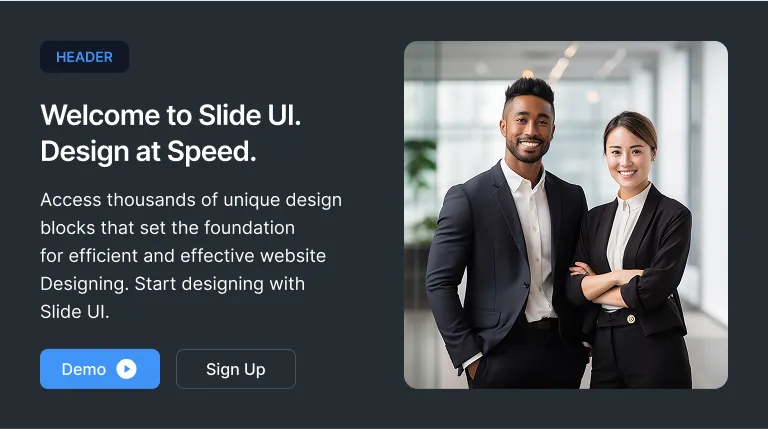 HEADER
Welcome to Slide UI.
Design at Speed.
Access thousands of unique design
blocks that set the foundation
for efficient and effective website
Designing. Start designing with
Slide UI.
Demo
Sign Up